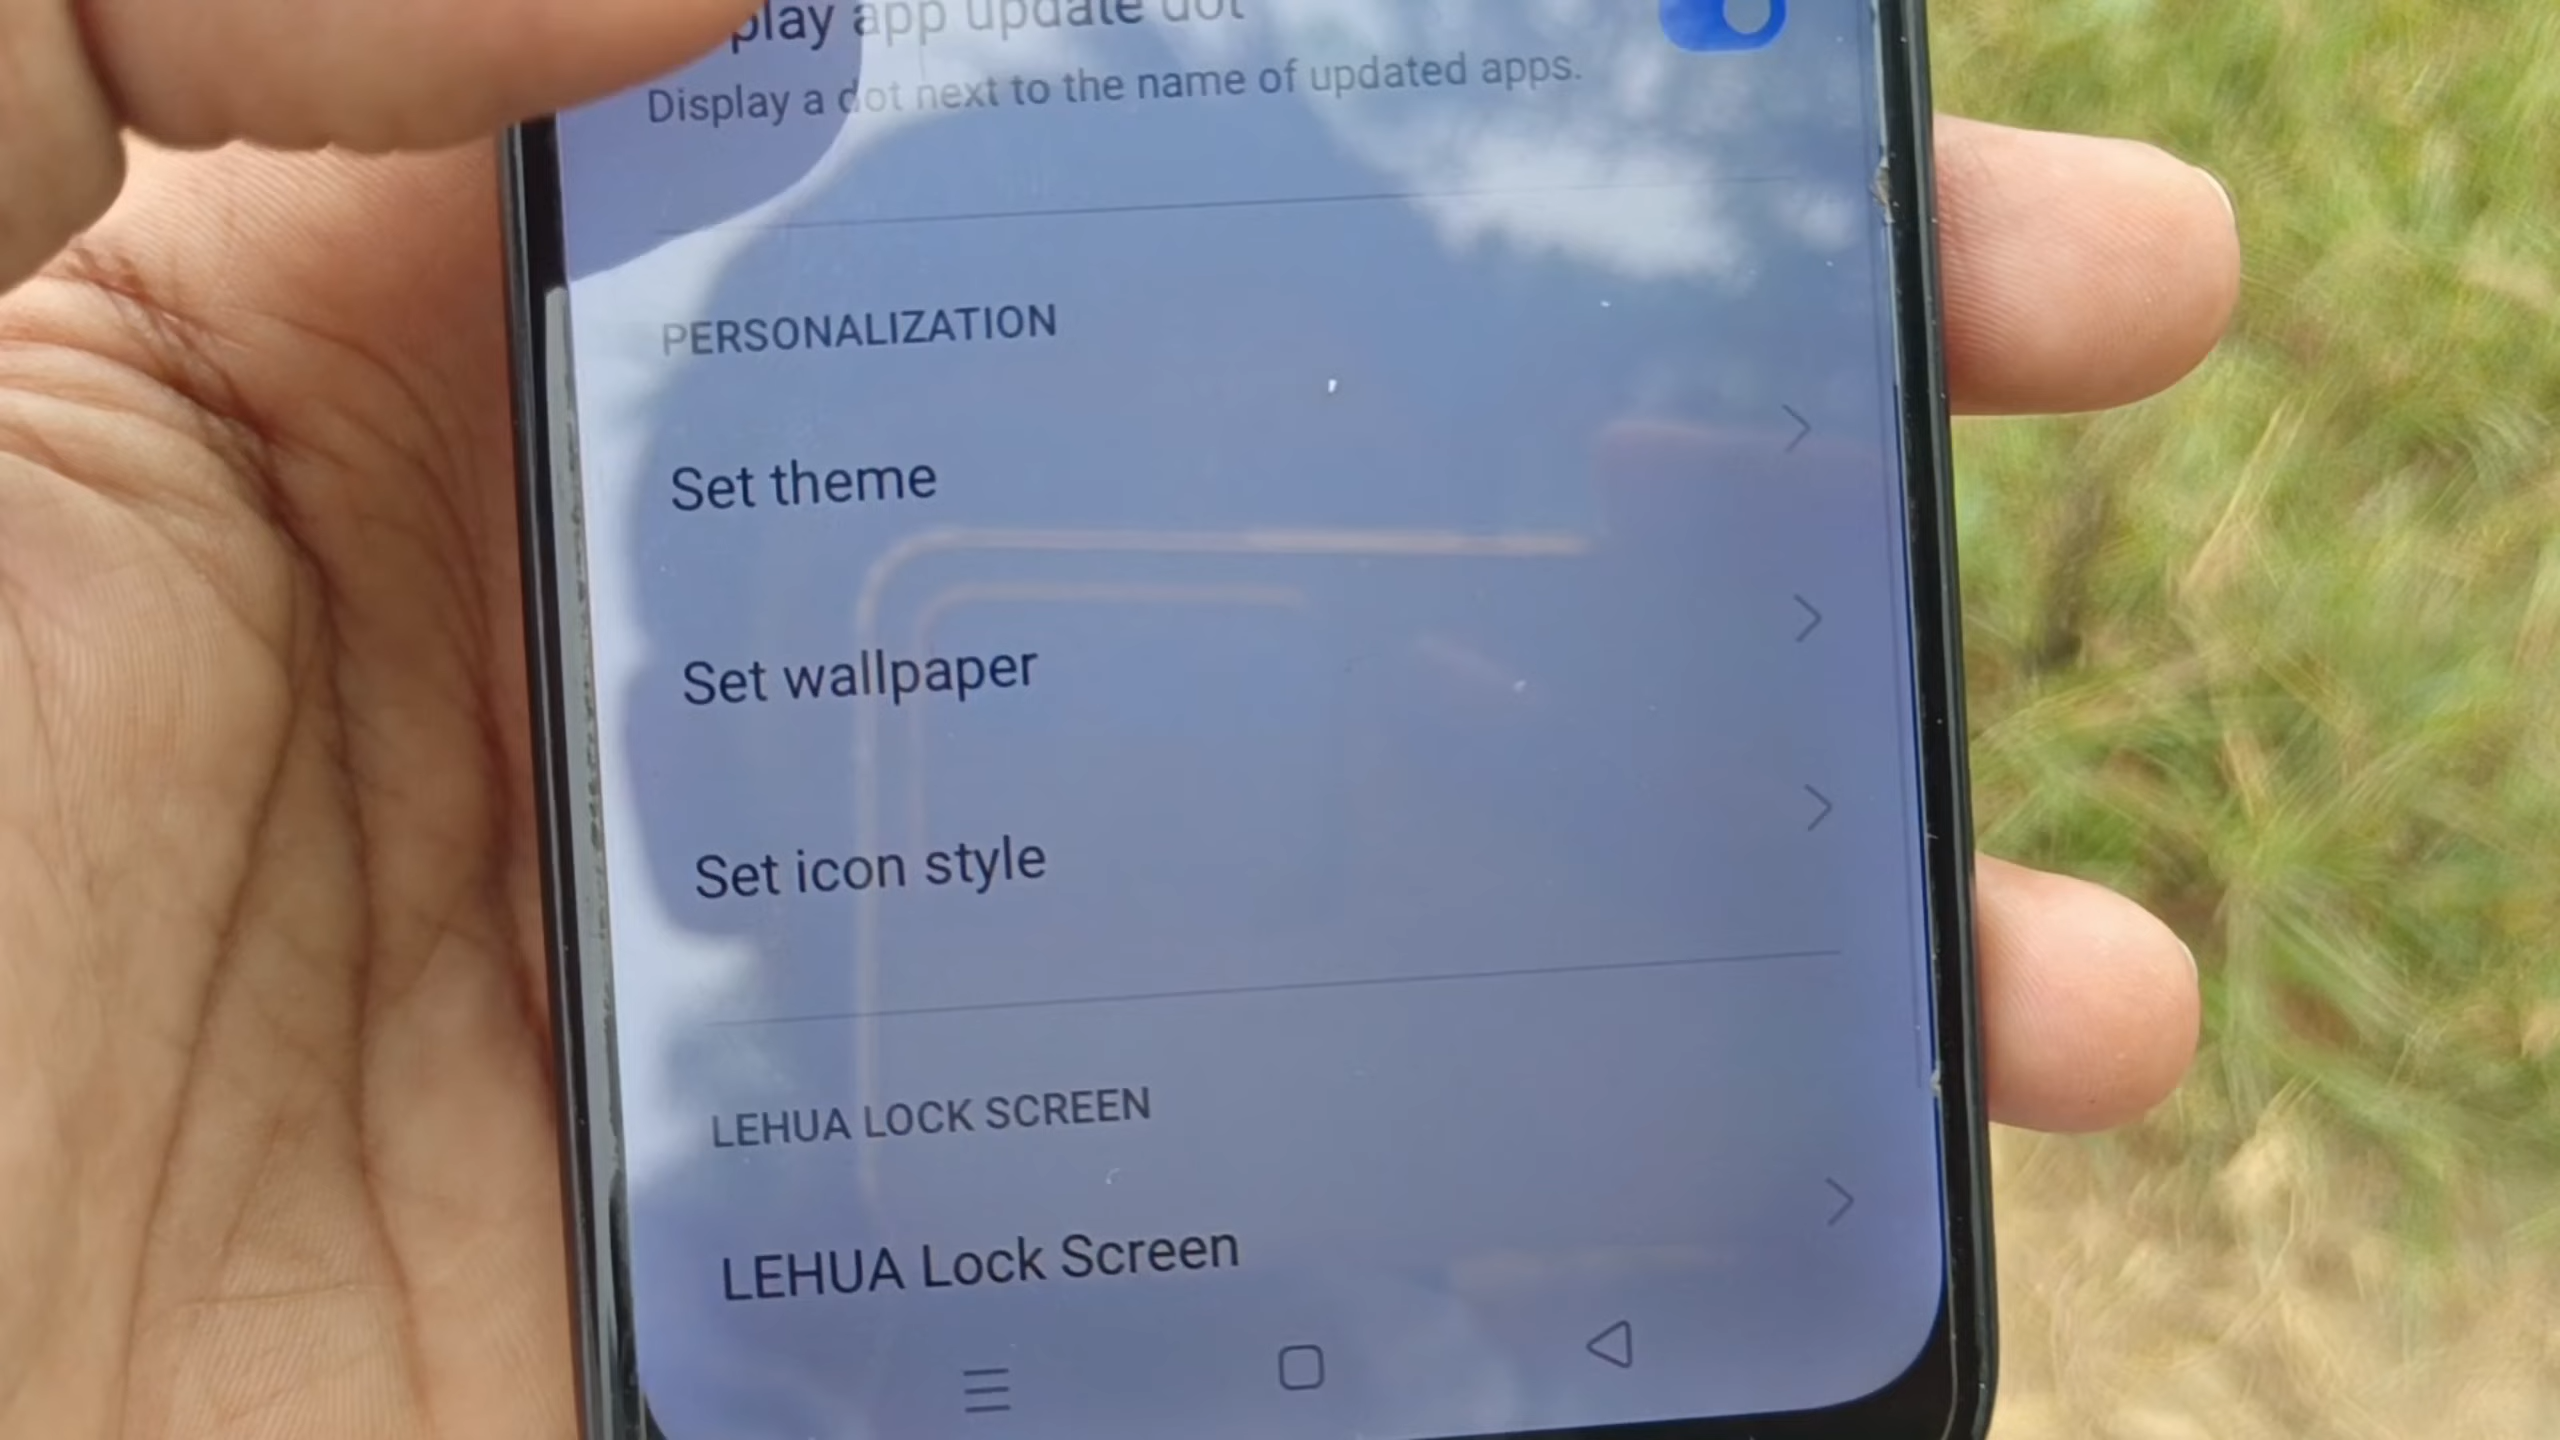 play app update dot
Display a dot next to the name of updated apps.
PERSONALIZATION
Set theme
Set wallpaper
Set icon style
LEHUA LOCK SCREEN
LEHUA Lock Screen